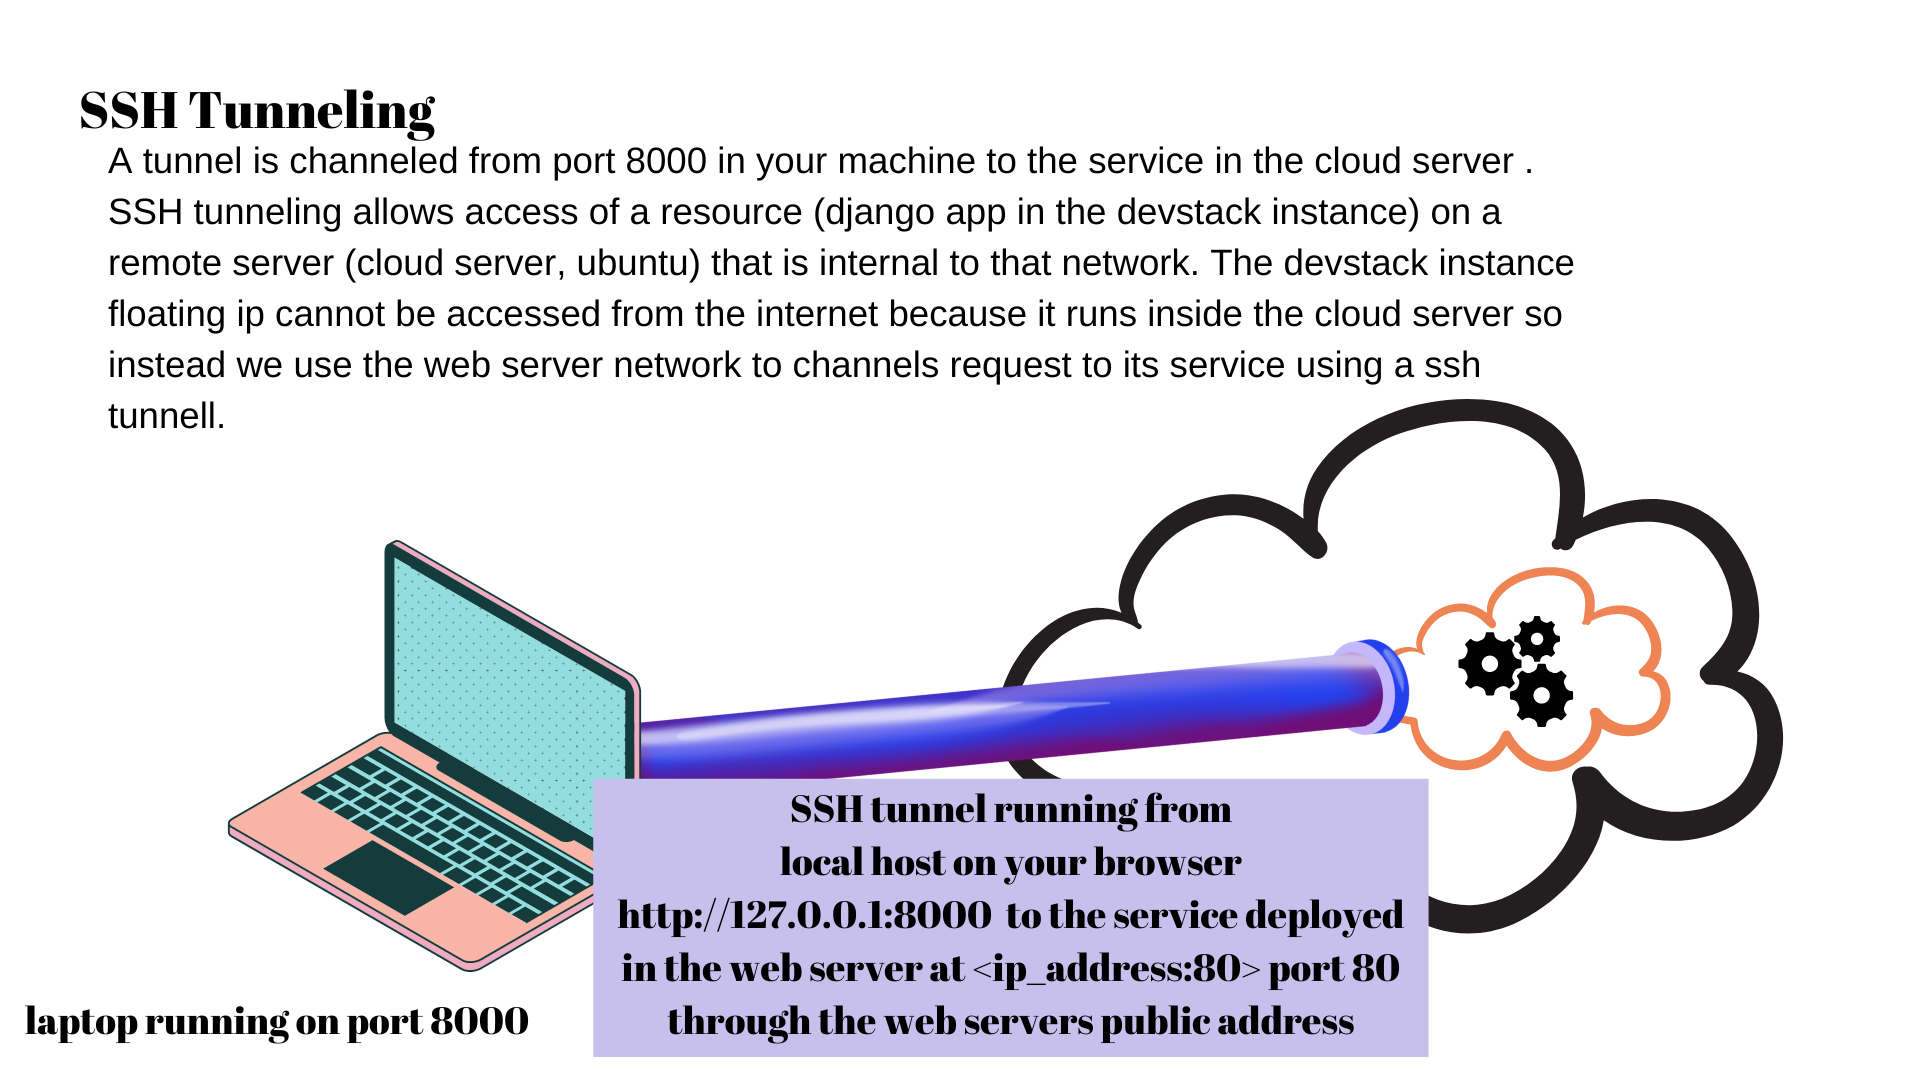 SSH Tunneling
A tunnel is channeled from port 8000 in your machine to the service in the cloud server .
SSH tunneling allows access of a resource (django app in the devstack instance) on a
remote server (cloud server, ubuntu) that is internal to that network. The devstack instance
floating ip cannot be accessed from the internet because it runs inside the cloud server so
instead we use the web server network to channels request to its service using a ssh
tunnell.
SSH tunnel running from
local host on your browser
http://127.0.0.1:8000 to the service deployed
in the web server at <ip_address:80> port 80
through the web servers public address
laptop running on port 8000